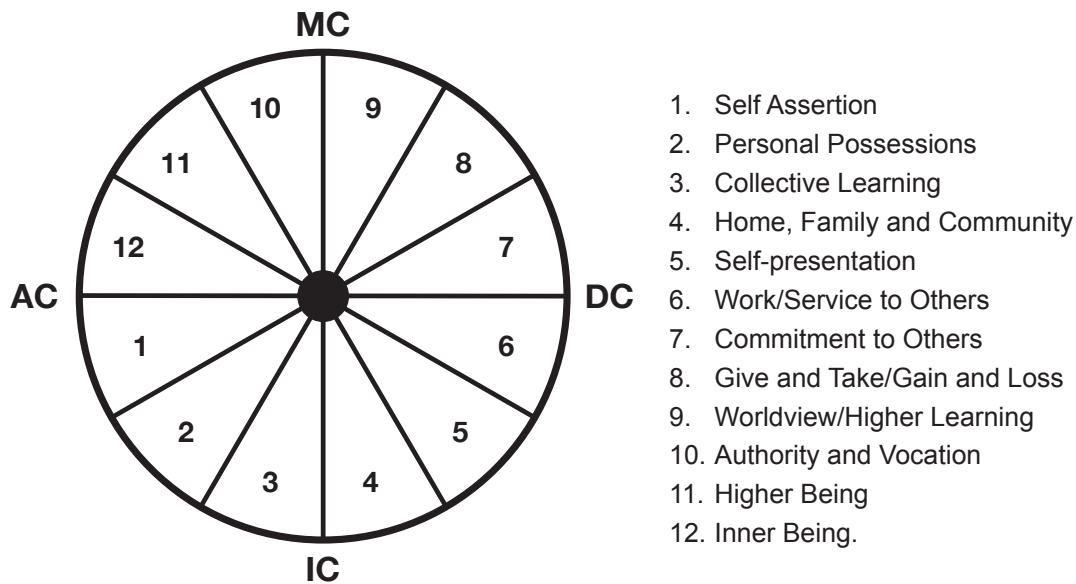 MC
10
9
11
8
12
7
AC
DC
1
6
2
5
3
4
IC
1. Self Assertion
2. Personal Possessions
3. Collective Learning
4. Home, Family and Community
5. Self-presentation
6. Work/Service to Others
7. Commitment to Others
8. Give and Take/Gain and Loss
9. Worldview/Higher Learning
10. Authority and Vocation
11. Higher Being
12. Inner Being.